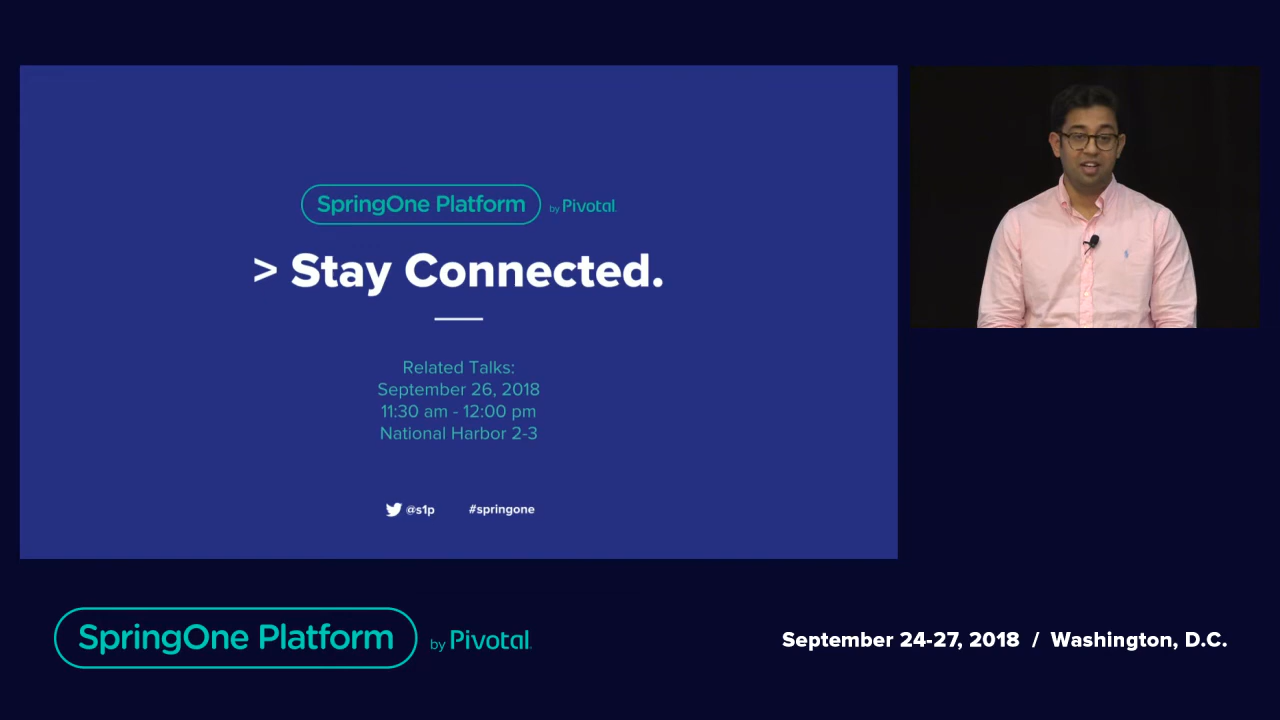 SpringOne Platform by Pivotal.
> Stay Connected.
Related Talks:
September 26, 2018
11:30 am - 12:00 pm
National Harbor 2-3
@s1p #springone
SpringOne Platform by Pivotal.
September 24-27, 2018 / Washington, D.C.